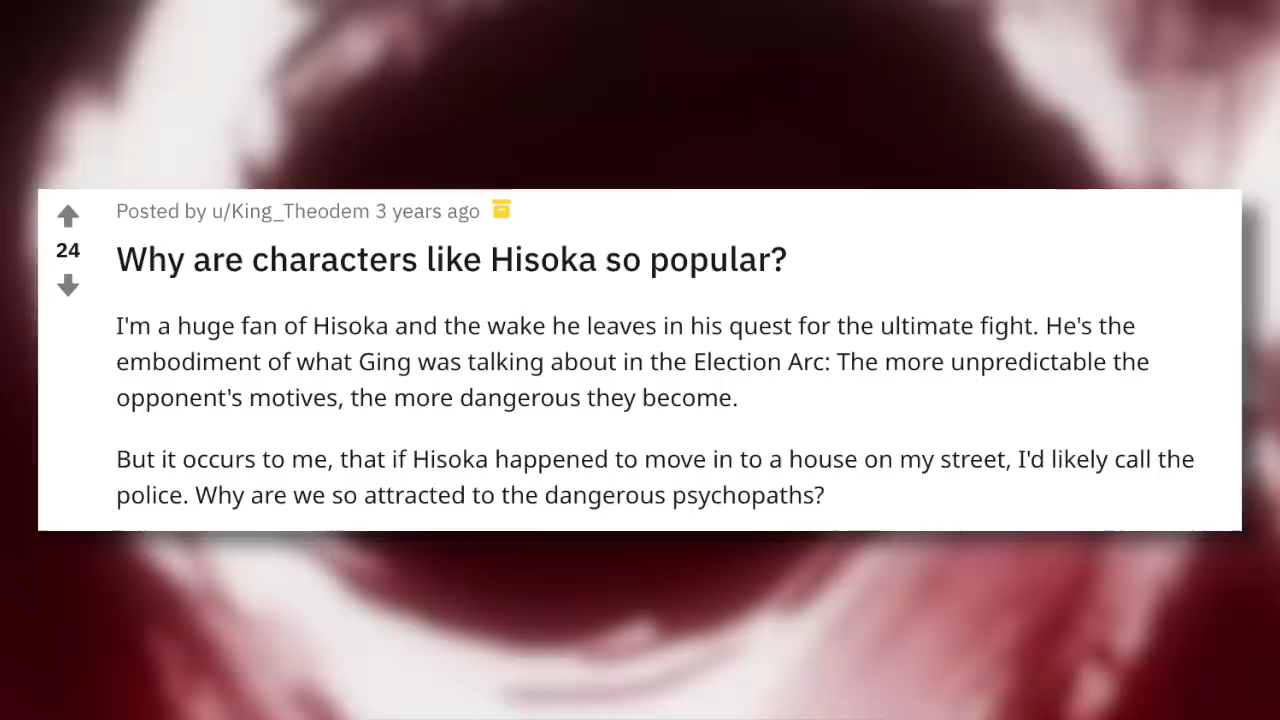 Posted by u/King_Theodem 3 years ago
24
Why are characters like Hisoka so popular?
I'm a huge fan of Hisoka and the wake he leaves in his quest for the ultimate fight. He's the
embodiment of what Ging was talking about in the Election Arc: The more unpredictable the
opponent's motives, the more dangerous they become.
But it occurs to me, that if Hisoka happened to move in to a house on my street, I'd likely call the
police. Why are we so attracted to the dangerous psychopaths?